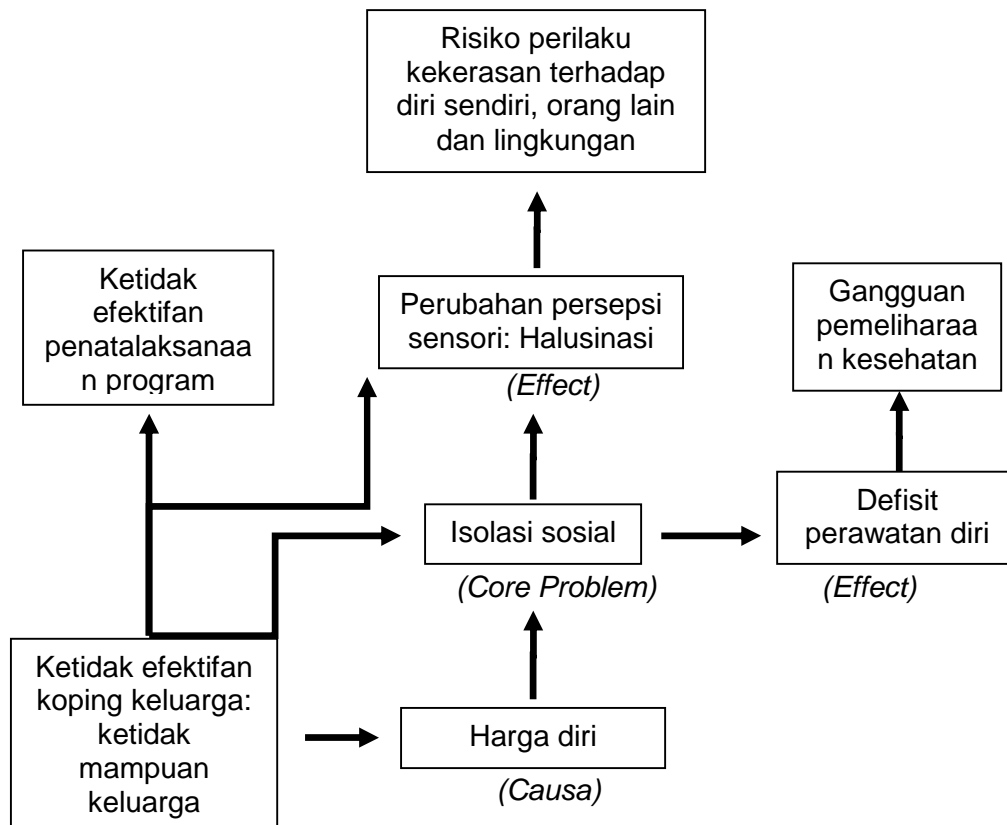 Risiko perilaku
kekerasan terhadap
diri sendiri, orang lain
dan lingkungan
Ketidak
efektifan
penatalaksanaa
n program
Perubahan persepsi
sensori: Halusinasi
(Effect)
Gangguan
pemeliharaa
n kesehatan
Isolasi sosial
(Core Problem)
Defisit
perawatan diri
(Effect)
Ketidak efektifan
koping keluarga:
ketidak
mampuan
keluarga
Harga diri
(Causa)